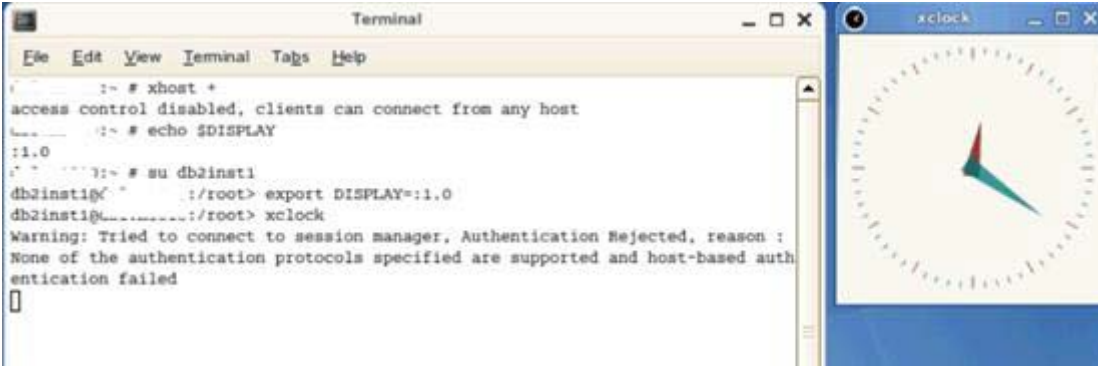 Terminal
xclock
File Edit View Terminal Tabs Help
:~ # xhost +
access control disabled, clients can connect from any host
:~ # echo $DISPLAY
:1.0
:~ # su db2inst1
db2inst1@ :/root> export DISPLAY=:1.0
db2inst1@ :/root> xclock
Warning: Tried to connect to session manager, Authentication Rejected, reason :
None of the authentication protocols specified are supported and host-based auth
entication failed